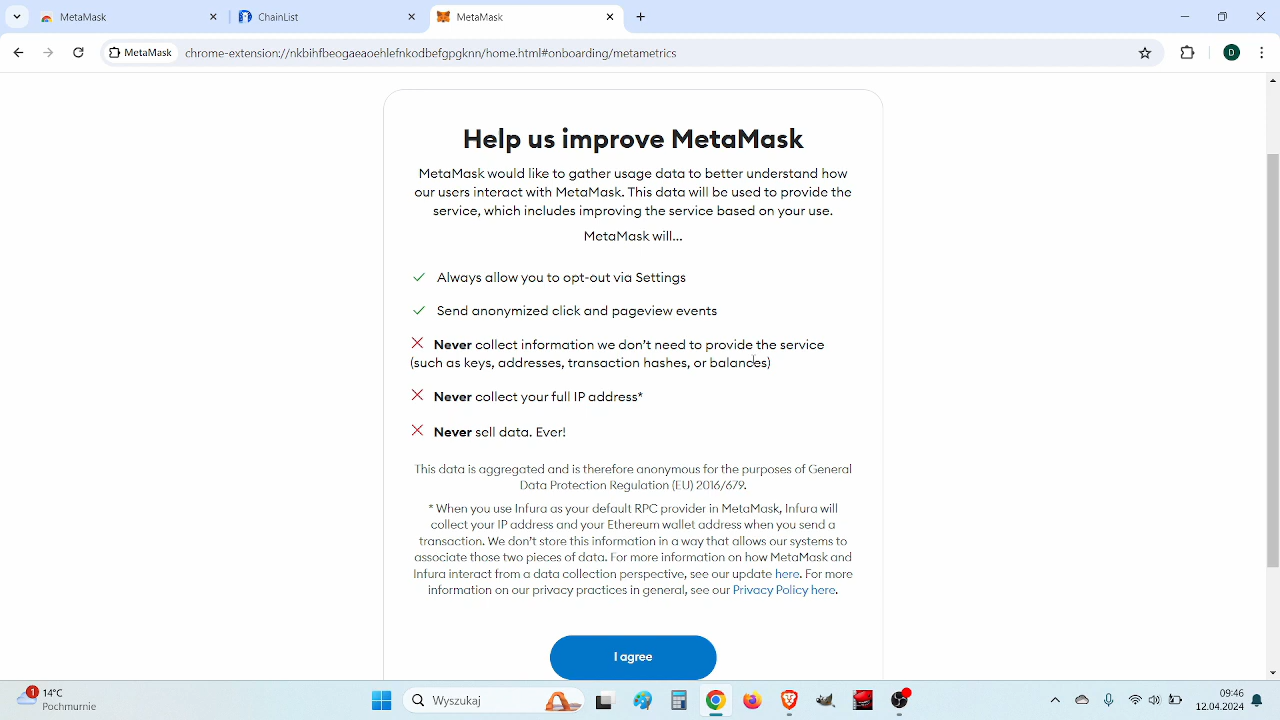 MetaMask
ChainList
MetaMask
MetaMask
chrome-extension://nkbihfbeogaeaoehlefnkodbefgpgknn/home.html#onboarding/metametrics
D
Help us improve MetaMask
MetaMask would like to gather usage data to better understand how
our users interact with MetaMask. This data will be used to provide the
service, which includes improving the service based on your use.
MetaMask will...
Always allow you to opt-out via Settings
Send anonymized click and pageview events
Never collect information we don't need to provide the service
(such as keys, addresses, transaction hashes, or balances)
Never collect your full IP address*
Never sell data. Ever!
This data is aggregated and is therefore anonymous for the purposes of General
Data Protection Regulation (EU) 2016/679.
* When you use Infura as your default RPC provider in MetaMask, Infura will
collect your IP address and your Ethereum wallet address when you send a
transaction. We don't store this information in a way that allows our systems to
associate those two pieces of data. For more information on how MetaMask and
Infura interact from a data collection perspective, see our update here. For more
information on our privacy practices in general, see our Privacy Policy here.
I agree
1
14°C
Pochmurnie
Wyszukaj
09:46
12.04.2024